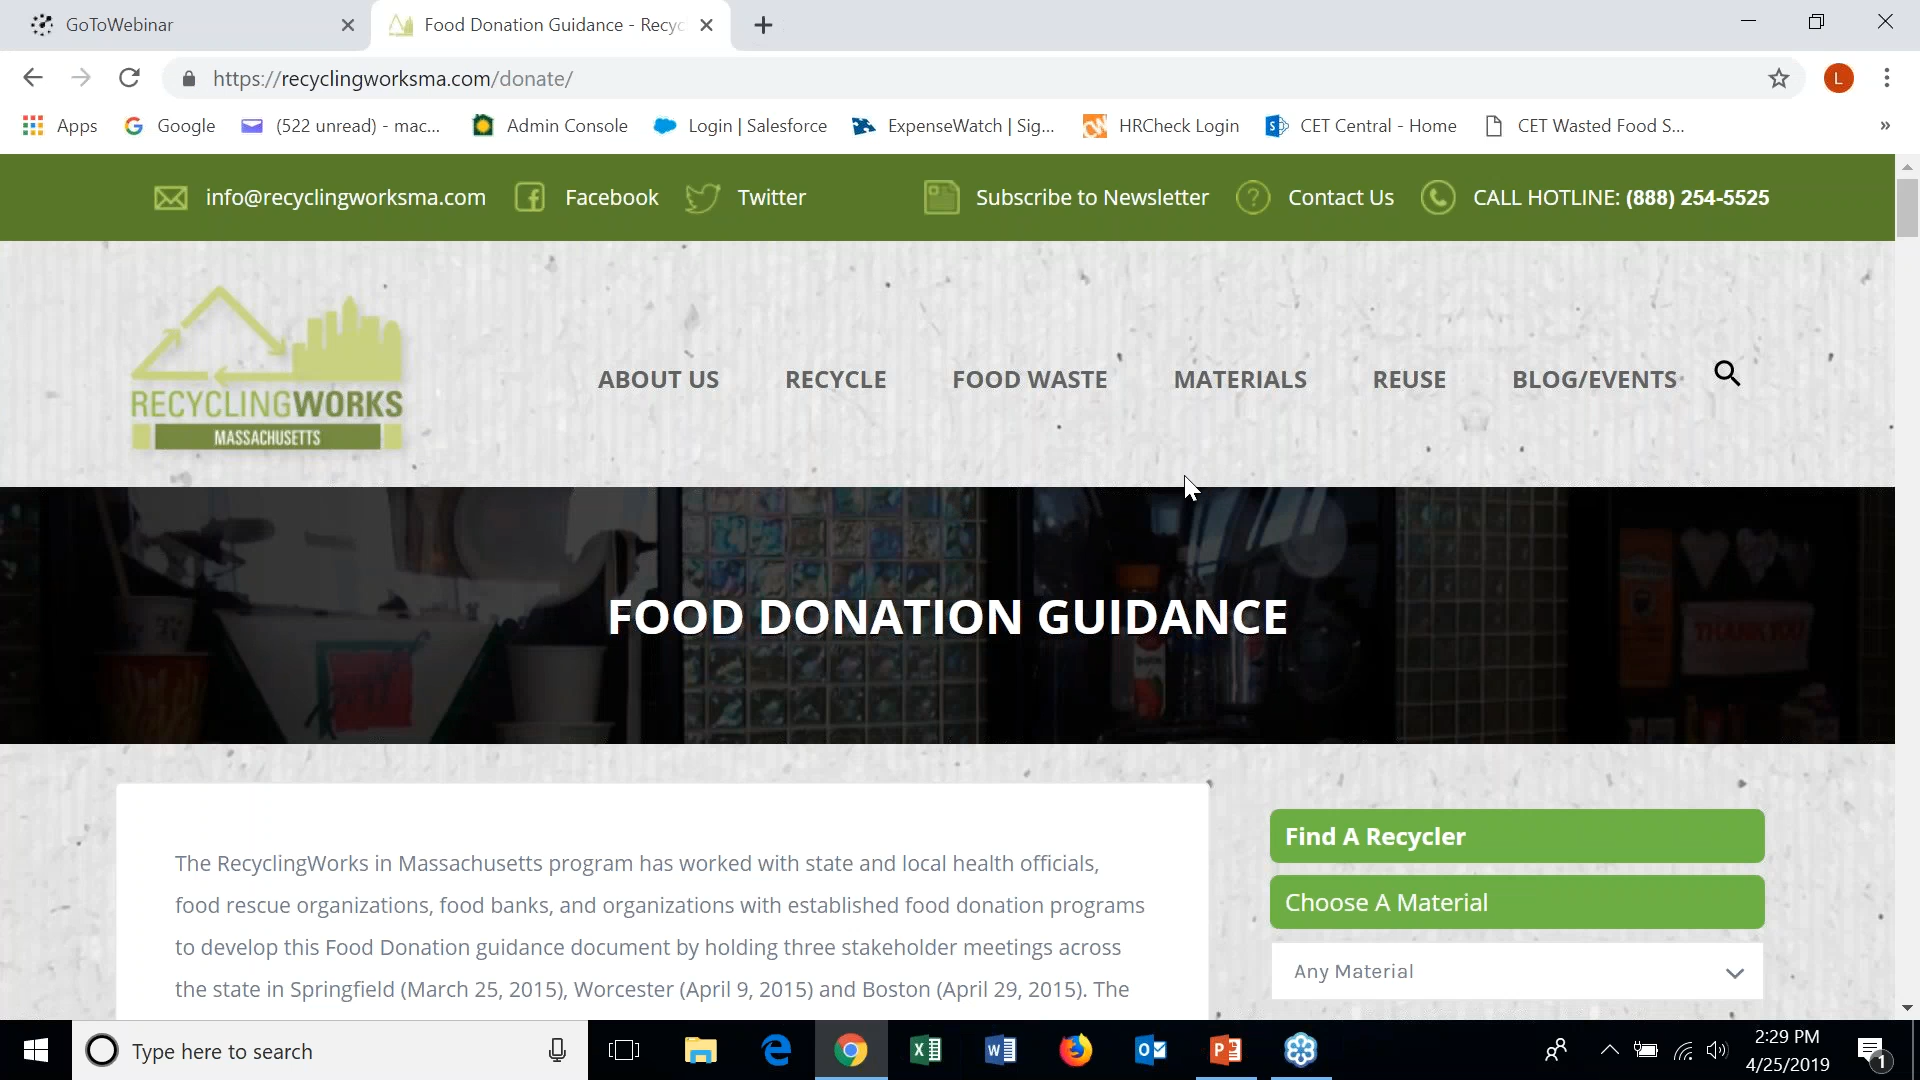 GoToWebinar
Food Donation Guidance - Recyc
https://recyclingworksma.com/donate/
L
Apps
Google
(522 unread) - mac...
Admin Console
Login | Salesforce
ExpenseWatch | Sig...
HRCheck Login
CET Central - Home
CET Wasted Food S...
»
info@recyclingworksma.com
Facebook
Twitter
Subscribe to Newsletter
Contact Us
CALL HOTLINE: (888) 254-5525
RECYCLINGWORKS
MASSACHUSETTS
ABOUT US
RECYCLE
FOOD WASTE
MATERIALS
REUSE
BLOG/EVENTS
THANK YOU
FOOD DONATION GUIDANCE
The RecyclingWorks in Massachusetts program has worked with state and local health officials,
food rescue organizations, food banks, and organizations with established food donation programs
to develop this Food Donation guidance document by holding three stakeholder meetings across
the state in Springfield (March 25, 2015), Worcester (April 9, 2015) and Boston (April 29, 2015). The
Find A Recycler
Choose A Material
Any Material
Type here to search
2:29 PM
4/25/2019
1